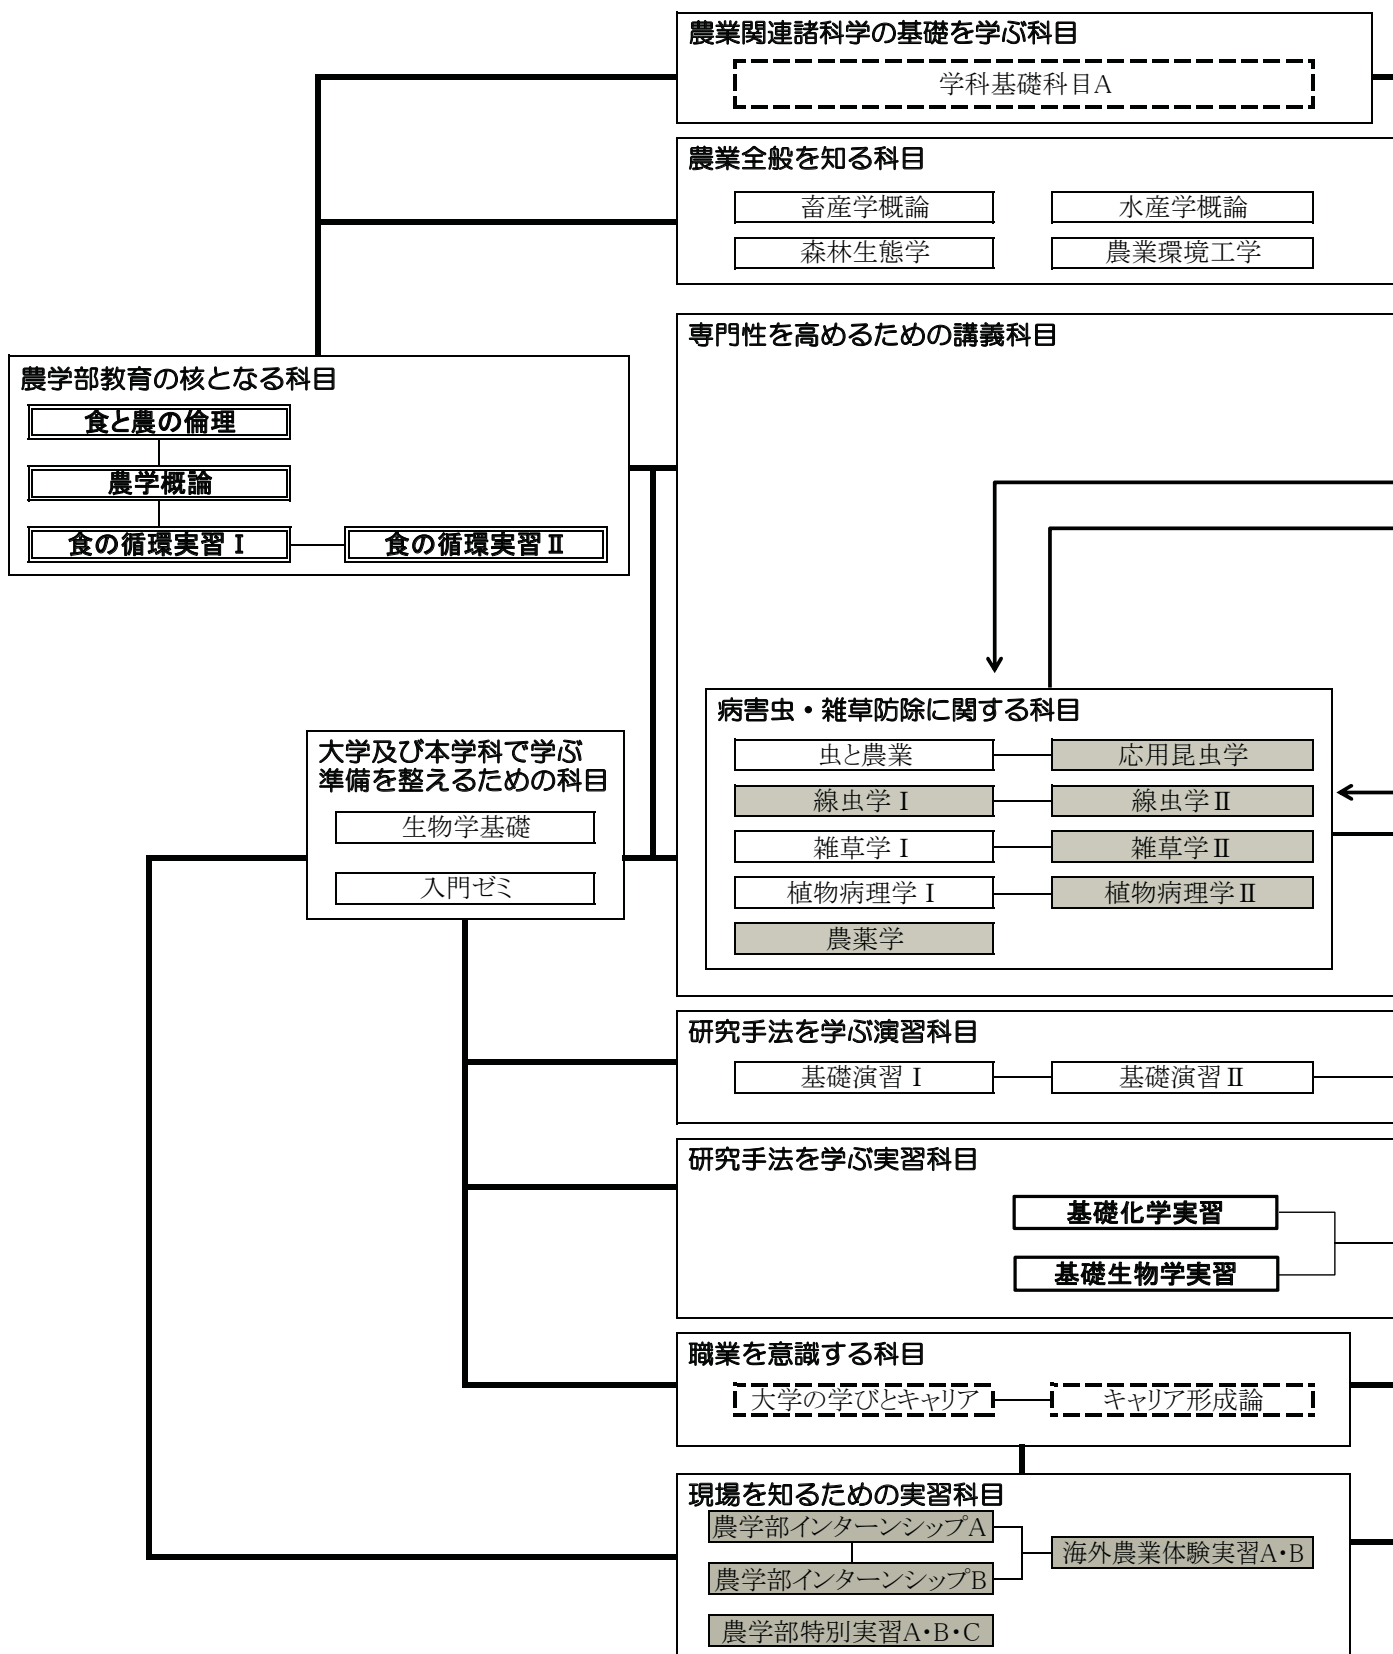 農業関連諸科学の基礎を学ぶ科目
学科基礎科目A
農業全般を知る科目
畜産学概論
水産学概論
森林生態学
農業環境工学
農学部教育の核となる科目
食と農の倫理
農学概論
食の循環実習Ⅰ
食の循環実習Ⅱ
専門性を高めるための講義科目
病害虫・雑草防除に関する科目
虫と農業
応用昆虫学
線虫学Ⅰ
線虫学Ⅱ
雑草学Ⅰ
雑草学Ⅱ
植物病理学Ⅰ
植物病理学Ⅱ
農薬学
大学及び本学科で学ぶ
準備を整えるための科目
生物学基礎
入門ゼミ
研究手法を学ぶ演習科目
基礎演習Ⅰ
基礎演習Ⅱ
研究手法を学ぶ実習科目
基礎化学実習
基礎生物学実習
職業を意識する科目
大学の学びとキャリア
キャリア形成論
現場を知るための実習科目
農学部インターンシップA
農学部インターンシップB
海外農業体験実習A・B
農学部特別実習A・B・C